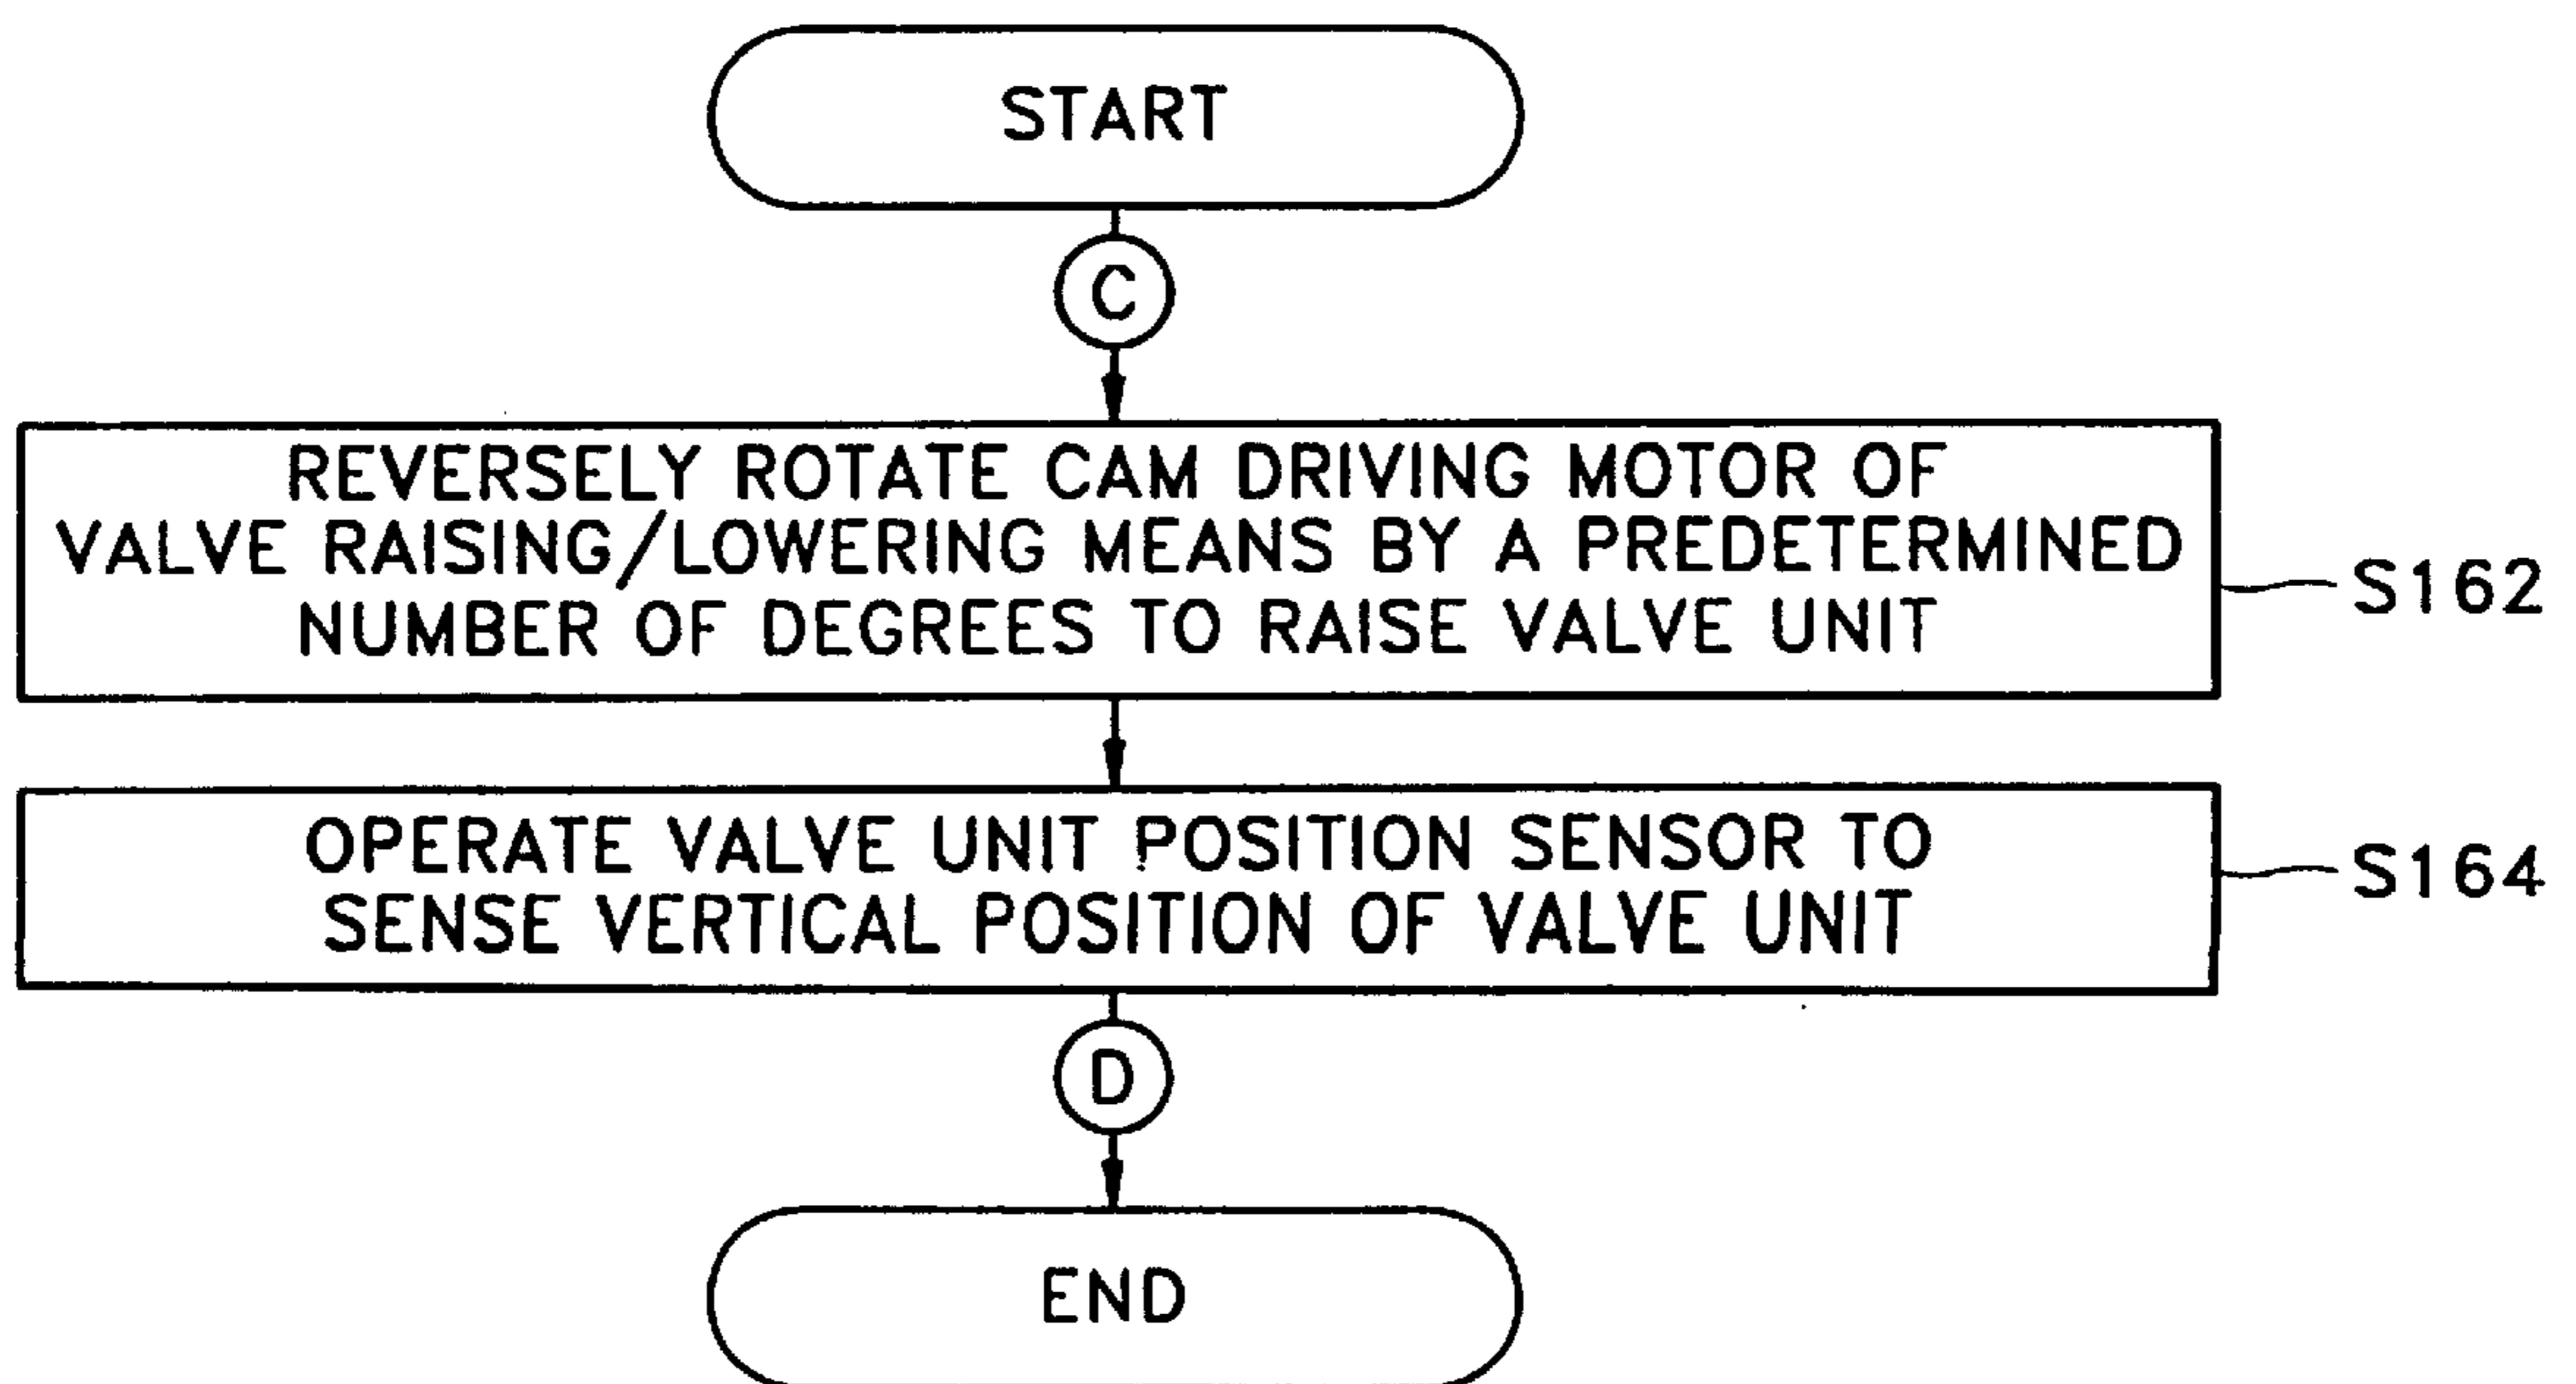 START
C
REVERSELY ROTATE CAM DRIVING MOTOR OF
VALVE RAISING/LOWERING MEANS BY A PREDETERMINED
NUMBER OF DEGREES TO RAISE VALVE UNIT
S162
OPERATE VALVE UNIT POSITION SENSOR TO
SENSE VERTICAL POSITION OF VALVE UNIT
S164
D
END